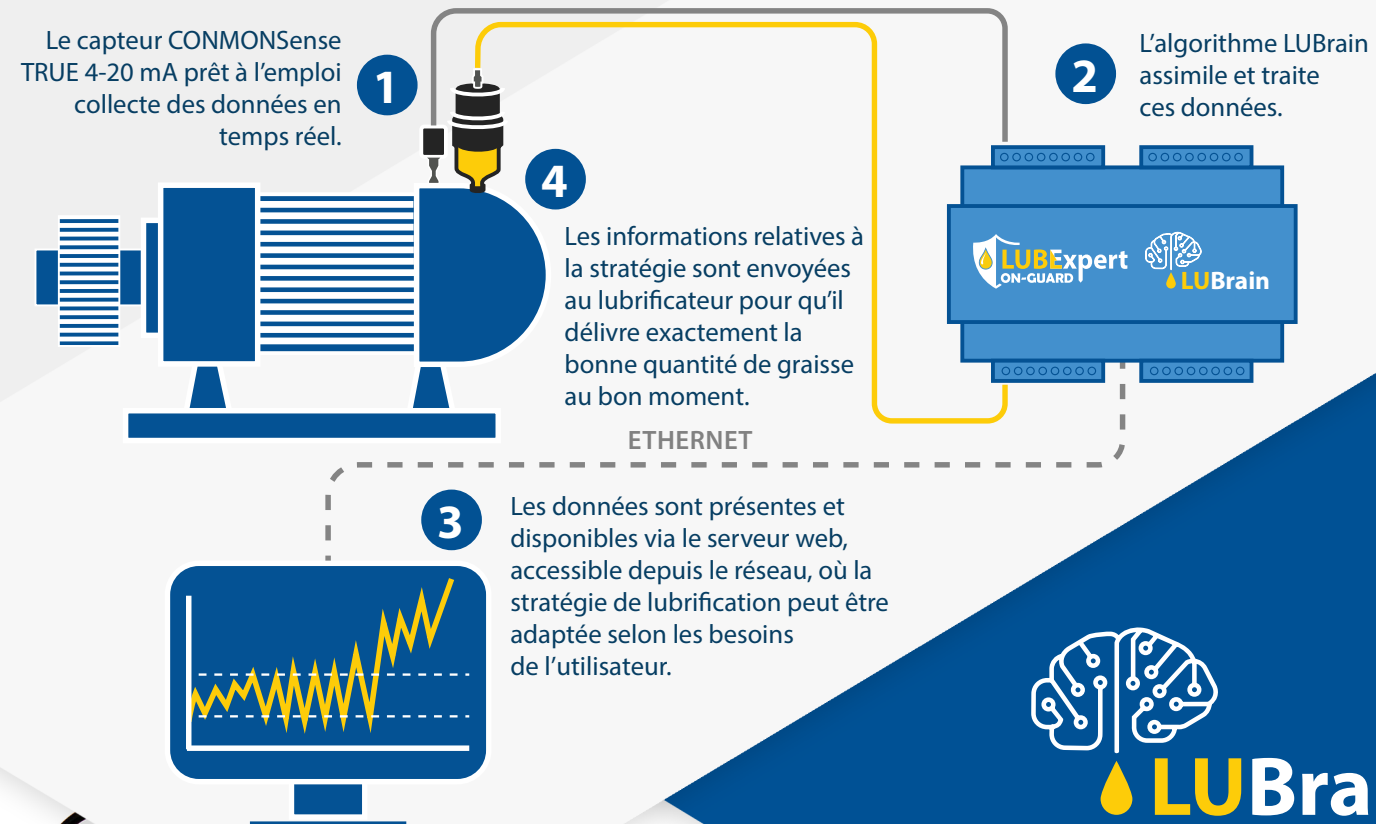 Le capteur CONMONSense
TRUE 4-20 mA prêt à l'emploi
collecte des données en
temps réel.
1
2
L'algorithme LUBrain
assimile et traite
ces données.
LUBExpert
ON-GUARD
LUBrain
4
Les informations relatives à
la stratégie sont envoyées
au lubrificateur pour qu'il
délivre exactement la
bonne quantité de graisse
au bon moment.
ETHERNET
3
Les données sont présentes et
disponibles via le serveur web,
accessible depuis le réseau, où la
stratégie de lubrification peut être
adaptée selon les besoins
de l'utilisateur.
LUBra